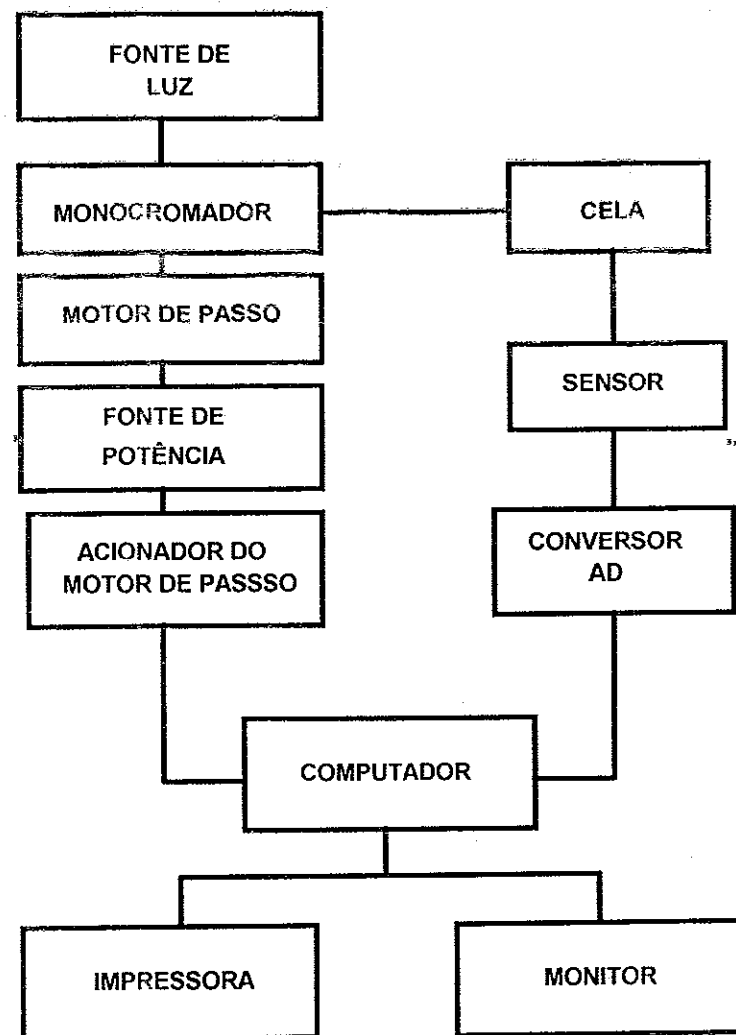 FONTE DE
LUZ
MONOCROMADOR
CELA
MOTOR DE PASSO
SENSOR
FONTE DE
POTÊNCIA
ACIONADOR DO
MOTOR DE PASSSO
CONVERSOR
AD
COMPUTADOR
IMPRESSORA
MONITOR